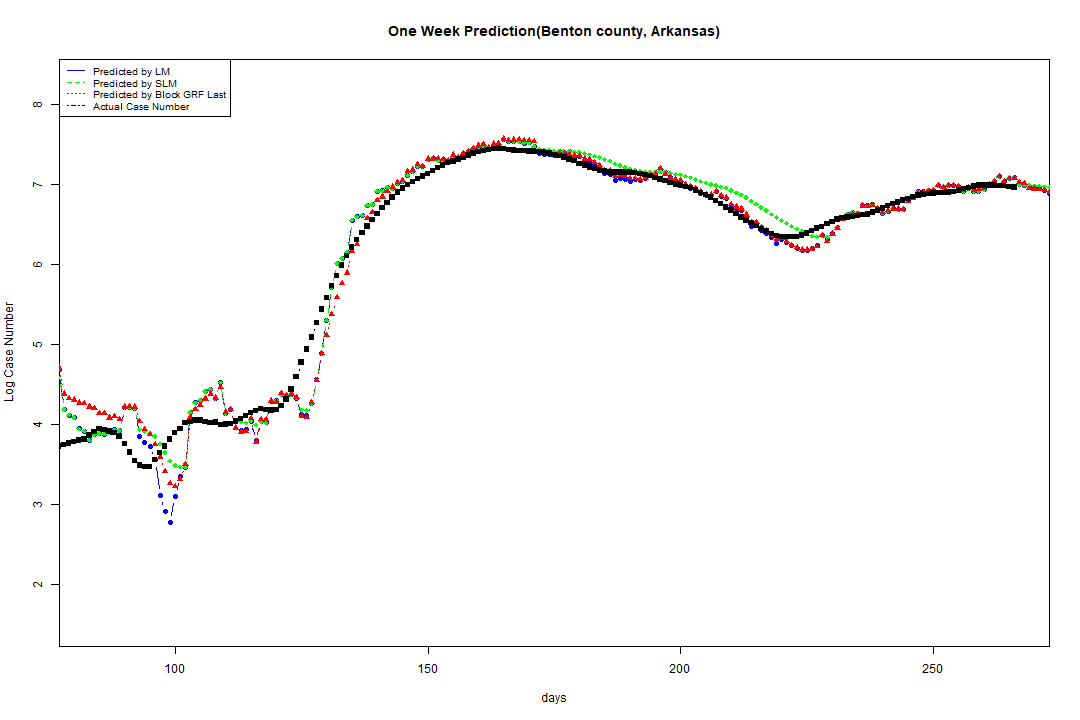 One Week Prediction(Benton county, Arkansas)
Predicted by LM
Predicted by SLM
Predicted by Block GRF Last
Actual Case Number
8
7
6
5
4
3
2
Log Case Number
100 150 200 250
days